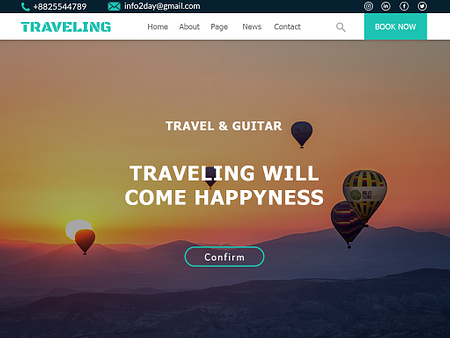 +8825544789 info2day@gmail.com
TRAVELING Home About Page News Contact BOOK NOW
TRAVEL & GUITAR
TRAVELING WILL
COME HAPPYNESS
Confirm